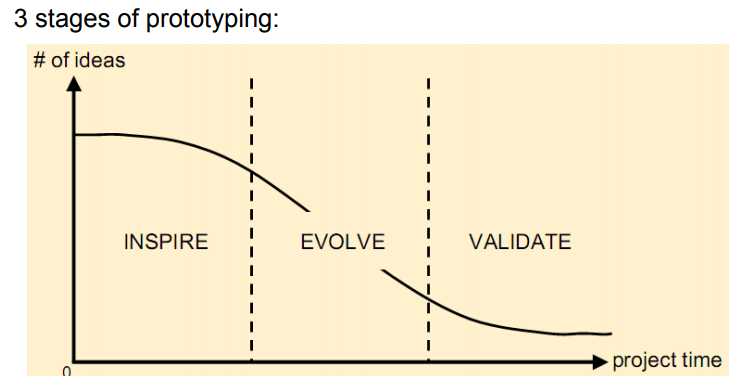 3 stages of prototyping:
# of ideas
INSPIRE
EVOLVE
VALIDATE
0
project time